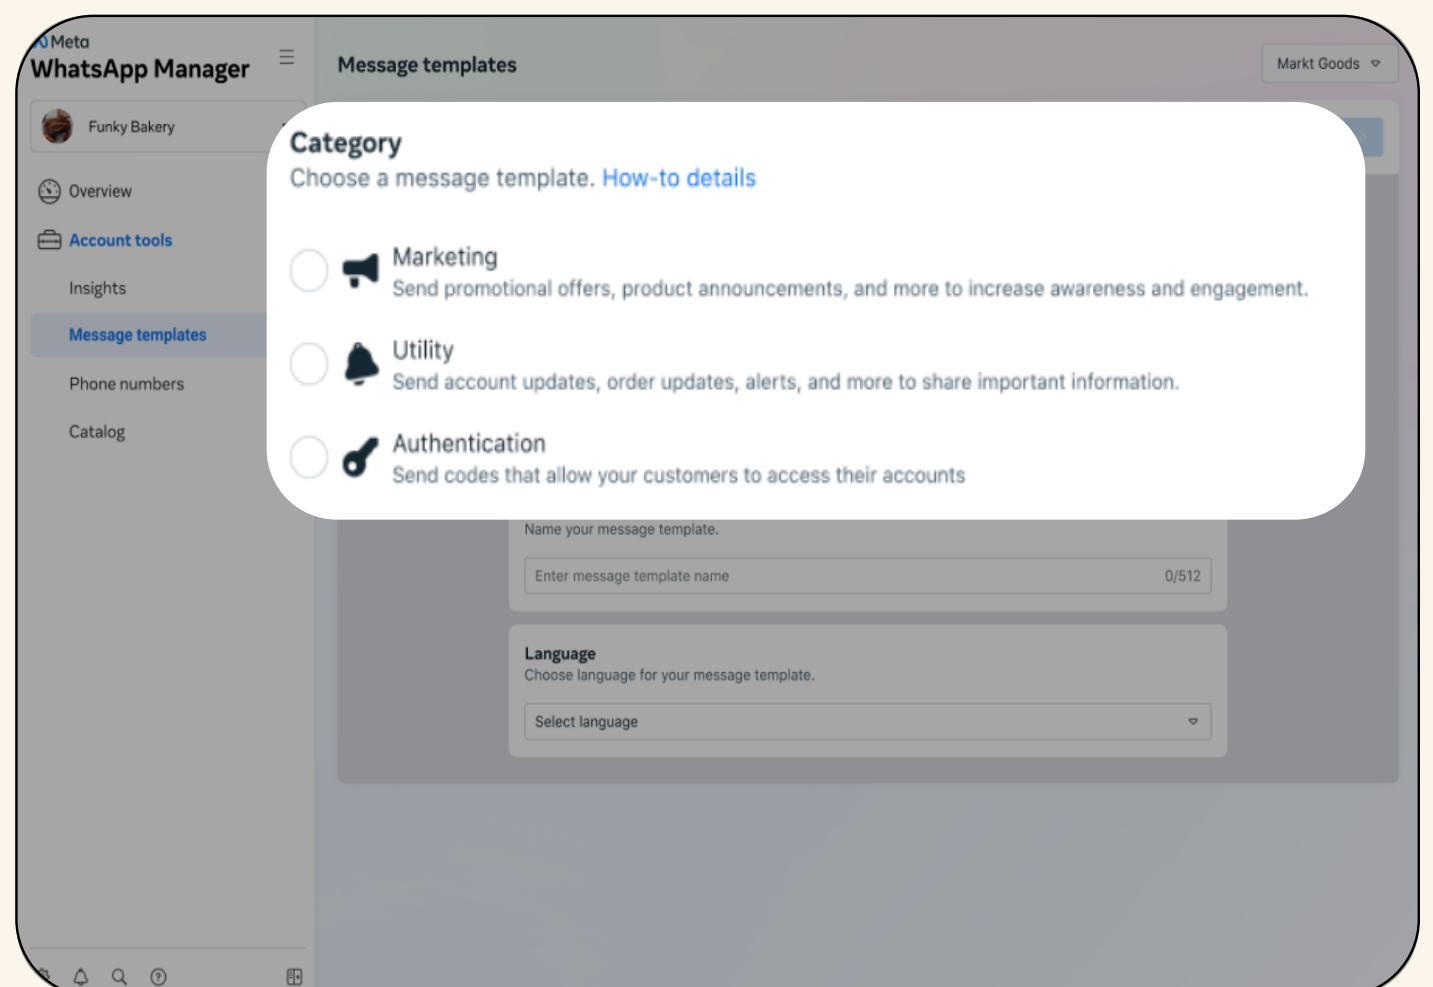 Meta
WhatsApp Manager
Message templates
Markt Goods
Funky Bakery
Overview
Account tools
Insights
Message templates
Phone numbers
Catalog
Category
Choose a message template. How-to details
Marketing
Send promotional offers, product announcements, and more to increase awareness and engagement.
Utility
Send account updates, order updates, alerts, and more to share important information.
Authentication
Send codes that allow your customers to access their accounts
Name your message template.
Enter message template name 0/512
Language
Choose language for your message template.
Select language